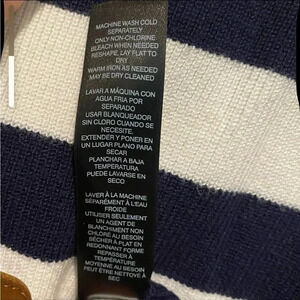 MACHINE WASH COLD
SEPARATELY
ONLY NON-CHLORINE
BLEACH WHEN NEEDED
RESHAPE, LAY FLAT TO
DRY
WARM IRON AS NEEDED
MAY BE DRY CLEANED
LAVAR A MÁQUINA CON
AGUA FRIA POR
SEPARADO
USAR BLANQUEADOR
SIN CLORO CUANDO SE
NECESITE.
EXTENDER Y PONER EN
UN LUGAR PLANO PARA
SECAR
PLANCHAR A BAJA
TEMPERATURA
PUEDE LAVARSE EN
SECO
LAVER À LA MACHINE
SÉPARÉMENT À L'EAU
FROIDE
UTILISER SEULEMENT
UN AGENT DE
BLANCHIMENT NON
CHLORÉ AU BESOIN
SÉCHER À PLAT EN
REDONNANT FORME
REPASSER À
TEMPÉRATURE
MOYENNE AU BESOIN
PEUT ÊTRE NETTOYÉ À
SEC